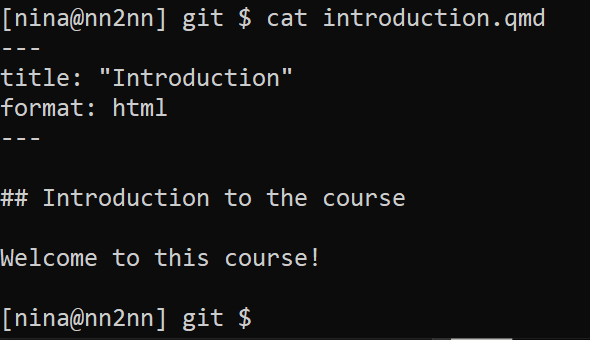 [nina@nn2nn] git $ cat introduction.qmd
---
title: "Introduction"
format: html
---
## Introduction to the course
Welcome to this course!
[nina@nn2nn] git $